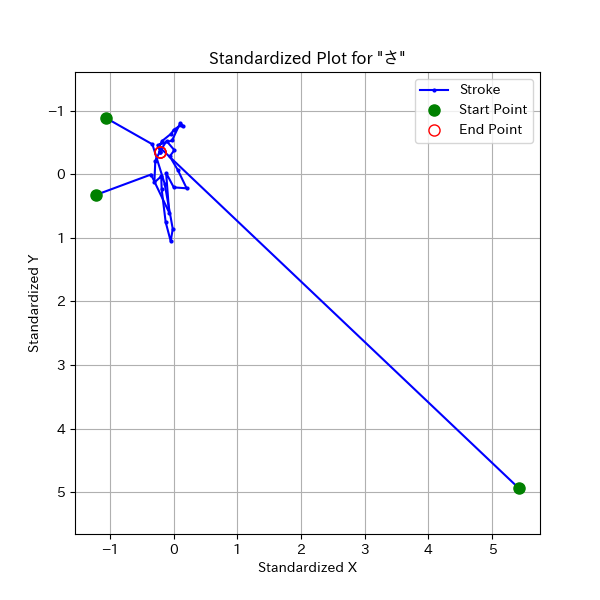 Standardized Plot for "さ"
Stroke
Start Point
End Point
Standardized Y
−1
0
1
2
3
4
5
−1 0 1 2 3 4 5
Standardized X